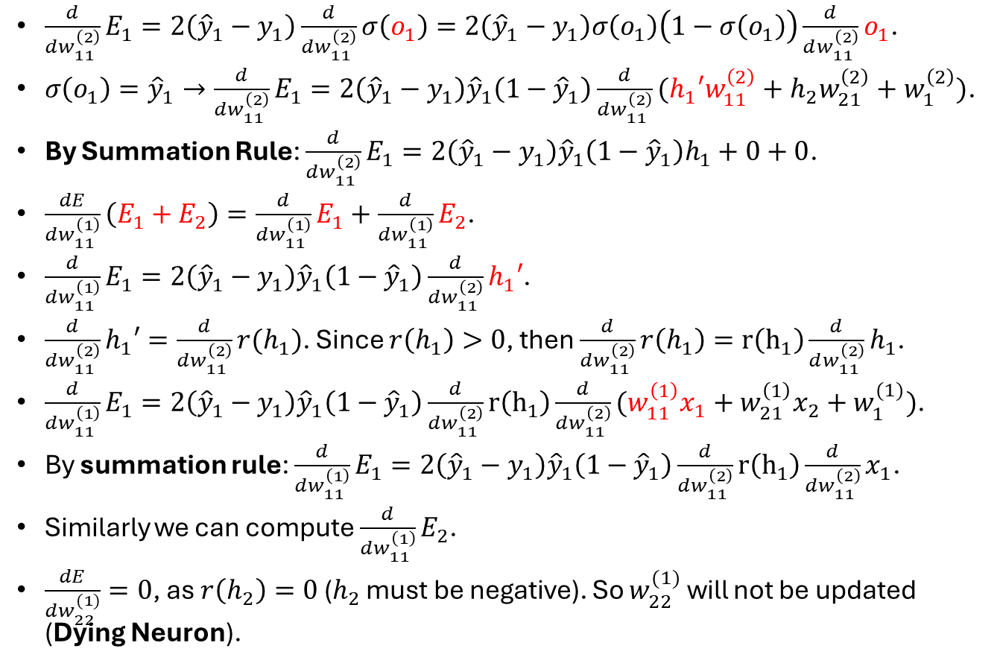 • $\frac{d}{dw_{11}^{(2)}}E_1 = 2(\hat{y}_1 - y_1)\frac{d}{dw_{11}^{(2)}}\sigma(o_1) = 2(\hat{y}_1 - y_1)\sigma(o_1)(1 - \sigma(o_1))\frac{d}{dw_{11}^{(2)}}o_1.$
• $\sigma(o_1) = \hat{y}_1 \rightarrow \frac{d}{dw_{11}^{(2)}}E_1 = 2(\hat{y}_1 - y_1)\hat{y}_1(1 - \hat{y}_1)\frac{d}{dw_{11}^{(2)}}(h_1'w_{11}^{(2)} + h_2w_{21}^{(2)} + w_1^{(2)}).$
• By Summation Rule: $\frac{d}{dw_{11}^{(2)}}E_1 = 2(\hat{y}_1 - y_1)\hat{y}_1(1 - \hat{y}_1)h_1 + 0 + 0.$
• $\frac{dE}{dw_{11}^{(1)}}(E_1 + E_2) = \frac{d}{dw_{11}^{(1)}}E_1 + \frac{d}{dw_{11}^{(1)}}E_2.$
• $\frac{d}{dw_{11}^{(1)}}E_1 = 2(\hat{y}_1 - y_1)\hat{y}_1(1 - \hat{y}_1)\frac{d}{dw_{11}^{(2)}}h_1'.$
• $\frac{d}{dw_{11}^{(2)}}h_1' = \frac{d}{dw_{11}^{(2)}}r(h_1).$ Since $r(h_1) > 0$, then $\frac{d}{dw_{11}^{(2)}}r(h_1) = \mathrm{r(h_1)}\frac{d}{dw_{11}^{(2)}}h_1.$
• $\frac{d}{dw_{11}^{(1)}}E_1 = 2(\hat{y}_1 - y_1)\hat{y}_1(1 - \hat{y}_1)\frac{d}{dw_{11}^{(2)}}\mathrm{r(h_1)}\frac{d}{dw_{11}^{(2)}}(w_{11}^{(1)}x_1 + w_{21}^{(1)}x_2 + w_1^{(1)}).$
• By summation rule: $\frac{d}{dw_{11}^{(1)}}E_1 = 2(\hat{y}_1 - y_1)\hat{y}_1(1 - \hat{y}_1)\frac{d}{dw_{11}^{(2)}}\mathrm{r(h_1)}\frac{d}{dw_{11}^{(2)}}x_1.$
• Similarly we can compute $\frac{d}{dw_{11}^{(1)}}E_2.$
• $\frac{dE}{dw_{22}^{(1)}} = 0$, as $r(h_2) = 0$ ($h_2$ must be negative). So $w_{22}^{(1)}$ will not be updated
(Dying Neuron).